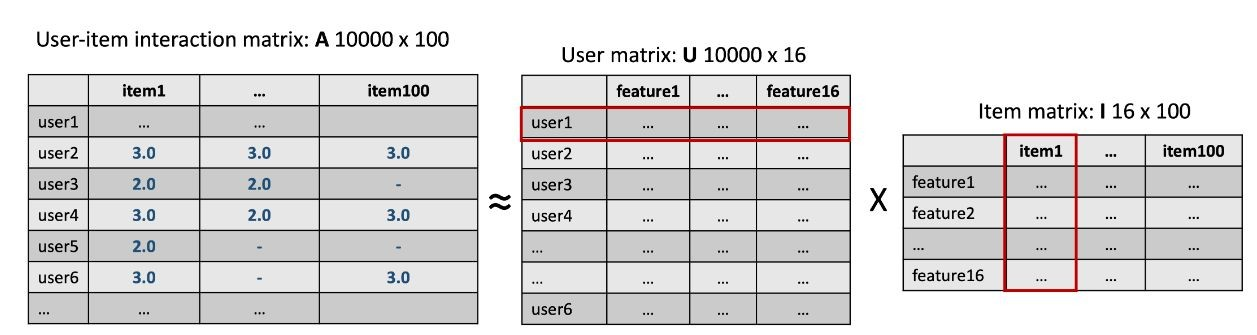 User-item interaction matrix: A 10000 x 100
item1 ... item100
user1 ... ...
user2 3.0 3.0 3.0
user3 2.0 2.0 -
user4 3.0 2.0 3.0
user5 2.0 - -
user6 3.0 - 3.0
... ... ...
≈
User matrix: U 10000 x 16
feature1 ... feature16
user1 ... ... ...
user2 ... ... ...
user3 ... ... ...
user4 ... ... ...
... ... ... ...
... ... ... ...
user6 ... ... ...
X
Item matrix: I 16 x 100
item1 ... item100
feature1 ... ... ...
feature2 ... ... ...
... ... ... ...
feature16 ... ... ...